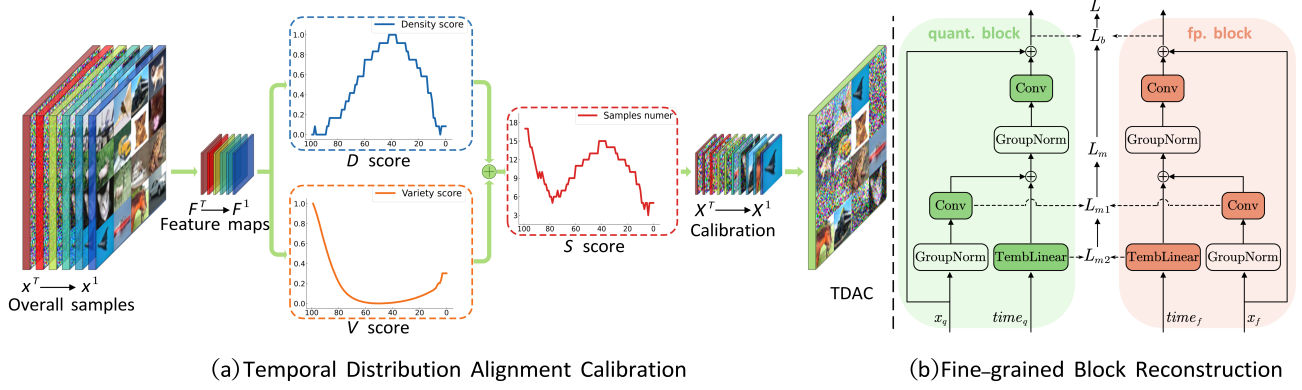 x^T → x^1
Overall samples
F^T → F^1
Feature maps
Density score
1.0
0.8
0.6
0.4
0.2
0.0
100 80 60 40 20 0
D score
Variety score
1.0
0.8
0.6
0.4
0.2
0.0
100 80 60 40 20 0
V score
Samples numer
18
15
12
9
6
3
100 80 60 40 20 0
S score
X^T → X^1
Calibration
TDAC
(a) Temporal Distribution Alignment Calibration
L
quant. block
L_b
fp. block
Conv
Conv
GroupNorm
GroupNorm
L_m
Conv
L_{m1}
Conv
GroupNorm
TembLinear
L_{m2}
TembLinear
GroupNorm
x_q
time_q
time_f
x_f
(b) Fine-grained Block Reconstruction